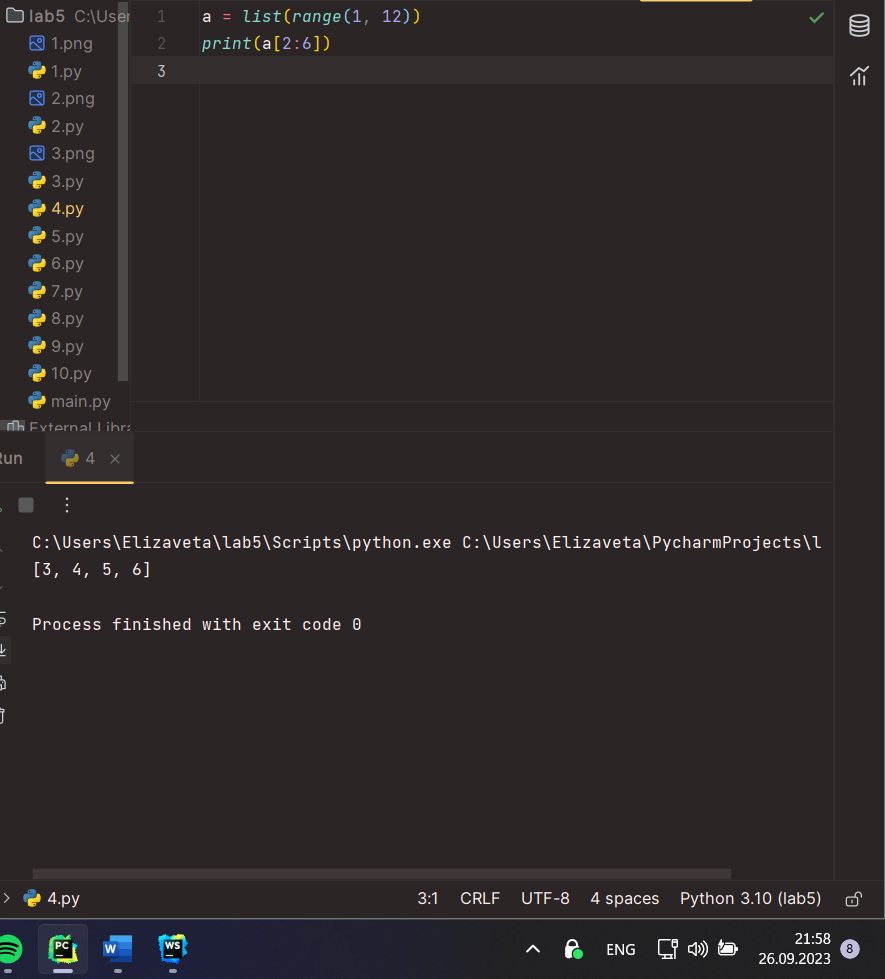 lab5 C:\User
1.png
1.py
2.png
2.py
3.png
3.py
4.py
5.py
6.py
7.py
8.py
9.py
10.py
main.py
External Libra
1 a = list(range(1, 12))
2 print(a[2:6])
3
Run
4
C:\Users\Elizaveta\lab5\Scripts\python.exe C:\Users\Elizaveta\PycharmProjects\l
[3, 4, 5, 6]
Process finished with exit code 0
4.py 3:1 CRLF UTF-8 4 spaces Python 3.10 (lab5)
PC W WS ENG 21:58 8
26.09.2023